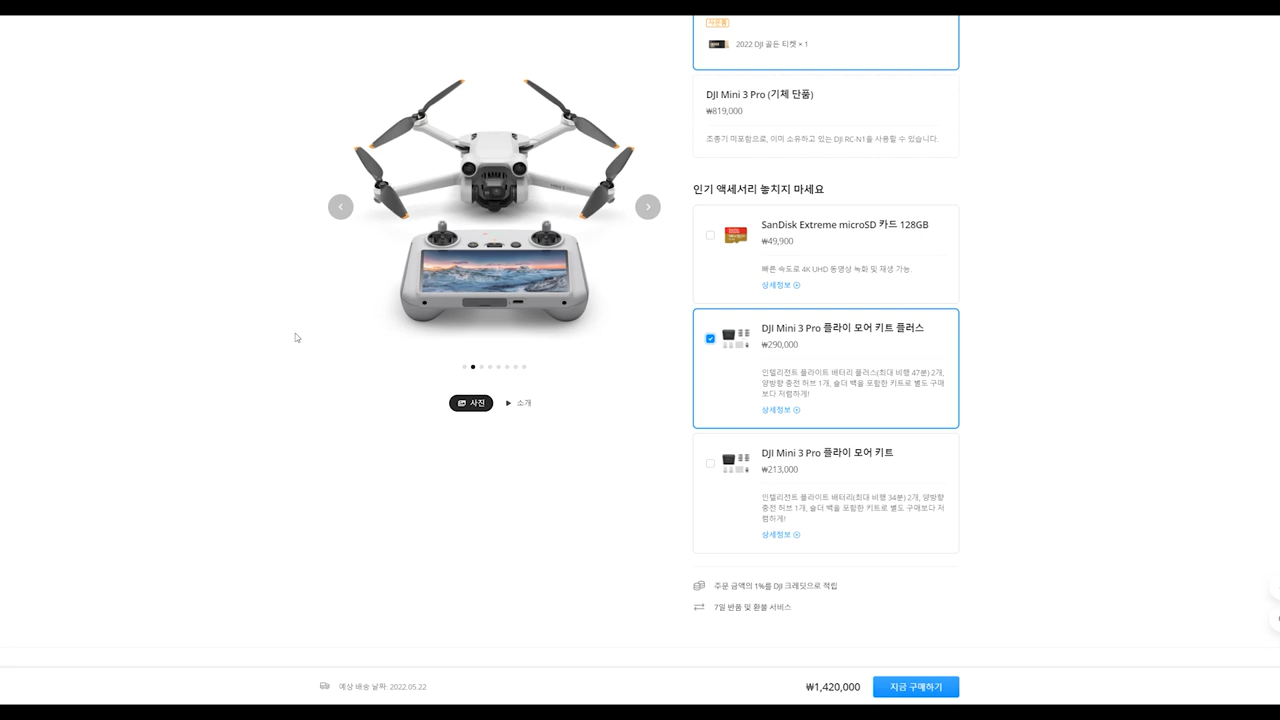 사은품
2022 DJI 골든 티켓 × 1
DJI Mini 3 Pro (기체 단품)
₩819,000
조종기 미포함으로, 이미 소유하고 있는 DJI RC-N1을 사용할 수 있습니다.
인기 액세서리 놓치지 마세요
SanDisk Extreme microSD 카드 128GB
₩49,900
빠른 속도로 4K UHD 동영상 녹화 및 재생 가능.
상세정보
DJI Mini 3 Pro 플라이 모어 키트 플러스
₩290,000
인텔리전트 플라이트 배터리 플러스(최대 비행 47분) 2개,
양방향 충전 허브 1개, 숄더 백을 포함한 키트로 별도 구매
보다 저렴하게!
상세정보
DJI Mini 3 Pro 플라이 모어 키트
₩213,000
인텔리전트 플라이트 배터리(최대 비행 34분) 2개, 양방향
충전 허브 1개, 숄더 백을 포함한 키트로 별도 구매보다 저
렴하게!
상세정보
사진
소개
주문 금액의 1%를 DJI 크레딧으로 적립
7일 반품 및 환불 서비스
예상 배송 날짜: 2022.05.22
₩1,420,000
지금 구매하기